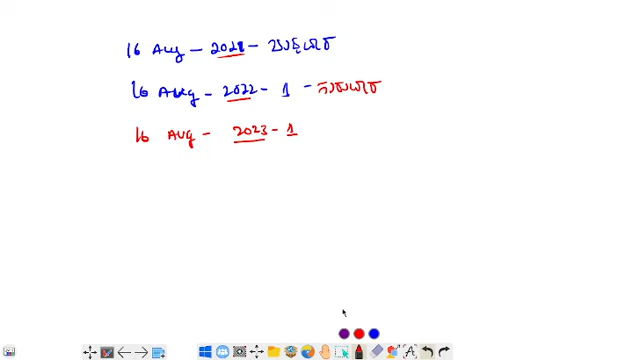 16 Aug - 2021 -
16 Aug - 2022 - 1 -
16 Aug - 2023 - 1